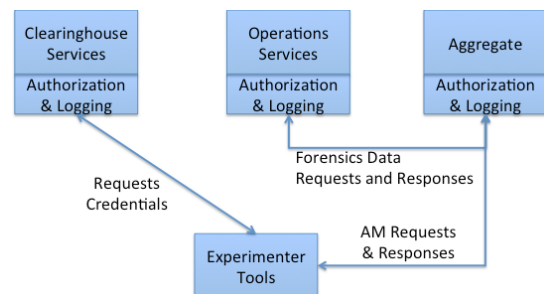 Clearinghouse
Services
Authorization
& Logging
Operations
Services
Authorization
& Logging
Aggregate
Authorization
& Logging
Forensics Data
Requests and Responses
Requests
Credentials
AM Requests
& Responses
Experimenter
Tools